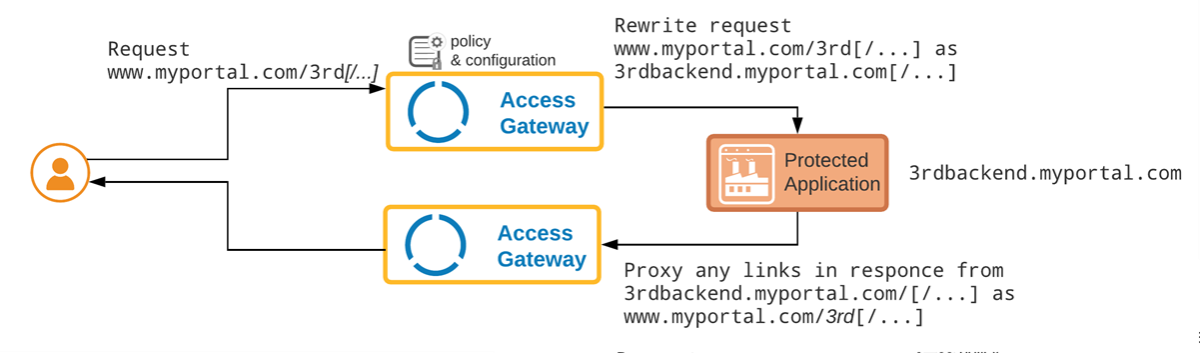 Request
www.myportal.com/3rd[/...]
policy
& configuration
Access
Gateway
Rewrite request
www.myportal.com/3rd[/...] as
3rdbackend.myportal.com[/...]
Protected
Application
3rdbackend.myportal.com
Access
Gateway
Proxy any links in responce from
3rdbackend.myportal.com/[/...] as
www.myportal.com/3rd[/...]